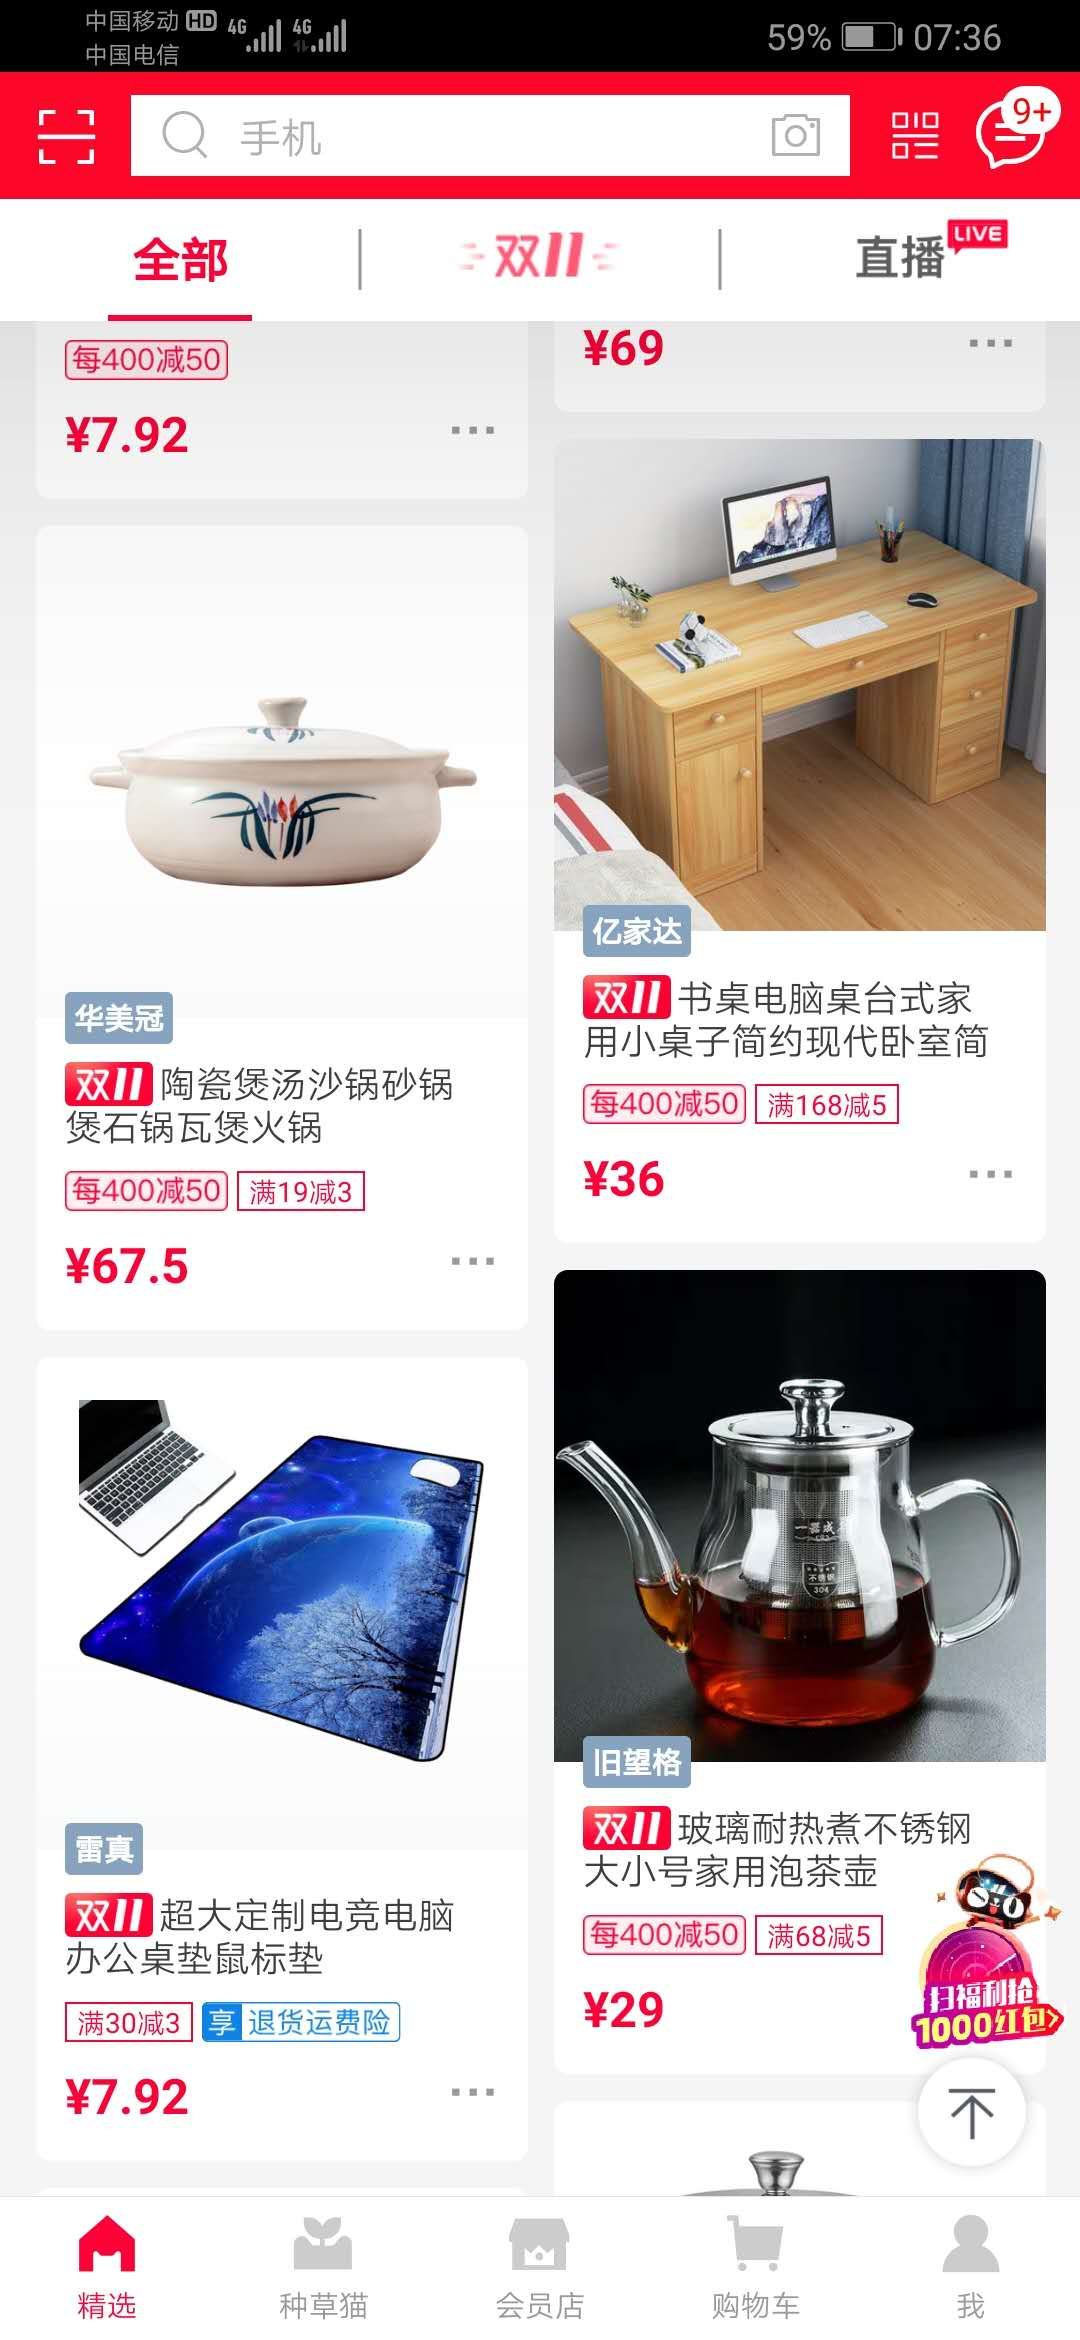 中国移动 HD 4G 4G
中国电信
59% 07:36
手机
9+
全部
双11
直播
LIVE
每400减50
¥7.92
¥69
华美冠
双11 陶瓷煲汤沙锅砂锅
煲石锅瓦煲火锅
每400减50 满19减3
¥67.5
亿家达
双11 书桌电脑桌台式家
用小桌子简约现代卧室简
每400减50 满168减5
¥36
雷真
双11 超大定制电竞电脑
办公桌垫鼠标垫
满30减3 享 退货运费险
¥7.92
不锈钢
304
旧望格
双11 玻璃耐热煮不锈钢
大小号家用泡茶壶
每400减50 满68减5
¥29
扫福利抢
1000红包
精选
种草猫
会员店
购物车
我